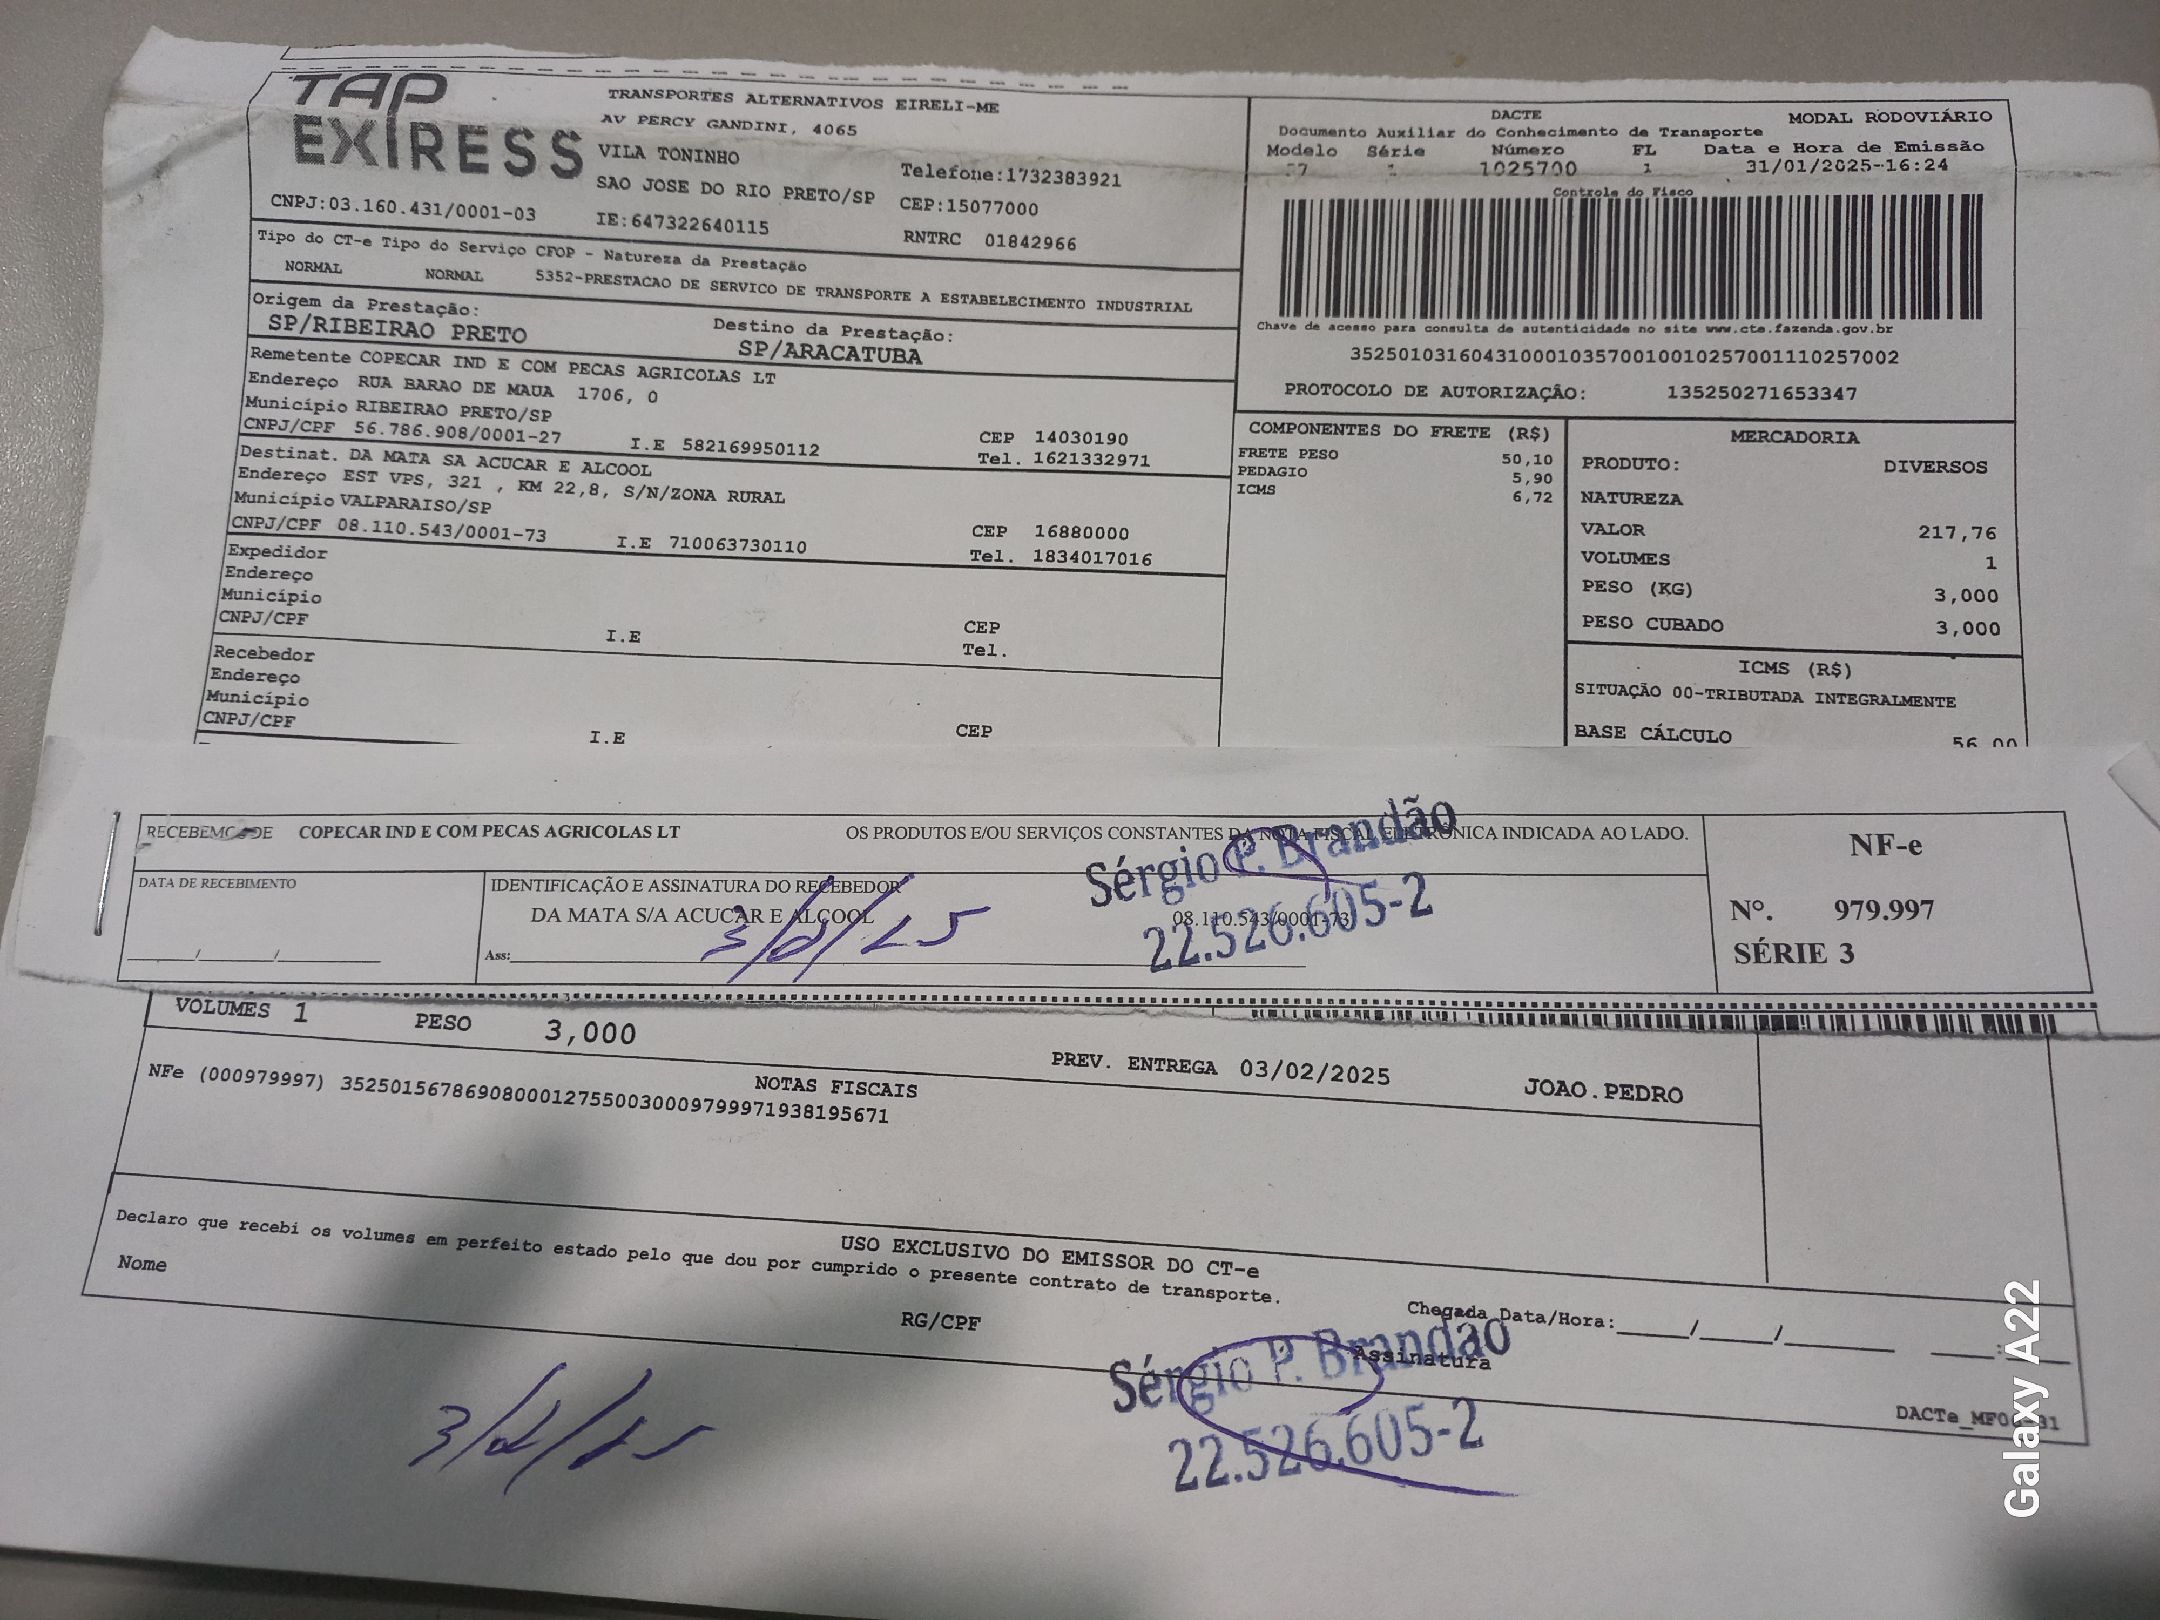 TAP
EXPRESS
TRANSPORTES ALTERNATIVOS EIRELI-ME
AV PERCY GANDINI, 4065
VILA TONINHO
SAO JOSE DO RIO PRETO/SP
Telefone:1732383921
CEP:15077000
CNPJ:03.160.431/0001-03
IE:647322640115
RNTRC 01842966
DACTE
MODAL RODOVIÁRIO
Documento Auxiliar do Conhecimento de Transporte
Modelo Série Número FL Data e Hora de Emissão
57 1 1025700 1 31/01/2025-16:24
Controle do Fisco
Chave de acesso para consulta de autenticidade no site www.cte.fazenda.gov.br
35250103160431000103570010010257001110257002
PROTOCOLO DE AUTORIZAÇÃO: 135250271653347
Tipo do CT-e Tipo do Serviço CFOP - Natureza da Prestação
NORMAL NORMAL 5352-PRESTACAO DE SERVICO DE TRANSPORTE A ESTABELECIMENTO INDUSTRIAL
Origem da Prestação:
SP/RIBEIRAO PRETO
Destino da Prestação:
SP/ARACATUBA
Remetente COPECAR IND E COM PECAS AGRICOLAS LT
Endereço RUA BARAO DE MAUA 1706, 0
Município RIBEIRAO PRETO/SP
CEP 14030190
CNPJ/CPF 56.786.908/0001-27 I.E 582169950112 Tel. 1621332971
Destinat. DA MATA SA ACUCAR E ALCOOL
Endereço EST VPS, 321 , KM 22,8, S/N/ZONA RURAL
Município VALPARAISO/SP
CEP 16880000
CNPJ/CPF 08.110.543/0001-73 I.E 710063730110 Tel. 1834017016
Expedidor
Endereço
Município
CEP
CNPJ/CPF I.E Tel.
Recebedor
Endereço
Município
CEP
CNPJ/CPF I.E
COMPONENTES DO FRETE (R$)
FRETE PESO 50,10
PEDAGIO 5,90
ICMS 6,72
MERCADORIA
PRODUTO: DIVERSOS
NATUREZA
VALOR 217,76
VOLUMES 1
PESO (KG) 3,000
PESO CUBADO 3,000
ICMS (R$)
SITUAÇÃO 00-TRIBUTADA INTEGRALMENTE
BASE CÁLCULO 56,00
RECEBEMOS DE COPECAR IND E COM PECAS AGRICOLAS LT OS PRODUTOS E/OU SERVIÇOS CONSTANTES DA NOTA FISCAL ELETRÔNICA INDICADA AO LADO.
NF-e
Nº. 979.997
SÉRIE 3
DATA DE RECEBIMENTO
IDENTIFICAÇÃO E ASSINATURA DO RECEBEDOR
DA MATA S/A ACUCAR E ALCOOL 08.110.543/0001-73
Ass:
3/2/25
Sérgio P. Brandão
22.526.605-2
VOLUMES 1 PESO 3,000
PREV. ENTREGA 03/02/2025 JOAO.PEDRO
NOTAS FISCAIS
NFe (000979997) 35250156786908000127550030009799971938195671
USO EXCLUSIVO DO EMISSOR DO CT-e
Declaro que recebi os volumes em perfeito estado pelo que dou por cumprido o presente contrato de transporte.
Nome
RG/CPF
Chegada Data/Hora:____/____/______ ____:____
Assinatura
3/2/25
Sérgio P. Brandão
22.526.605-2
Galaxy A22